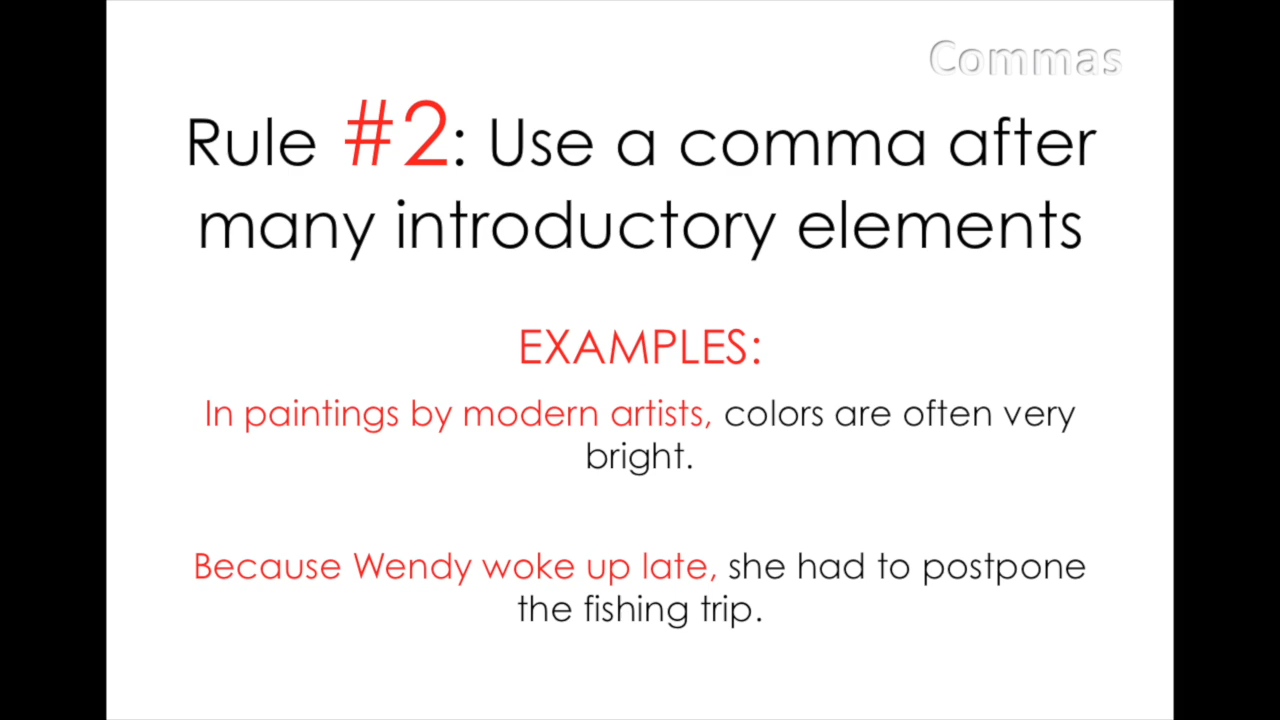 Commas
Rule #2: Use a comma after
many introductory elements
EXAMPLES:
In paintings by modern artists, colors are often very
bright.
Because Wendy woke up late, she had to postpone
the fishing trip.